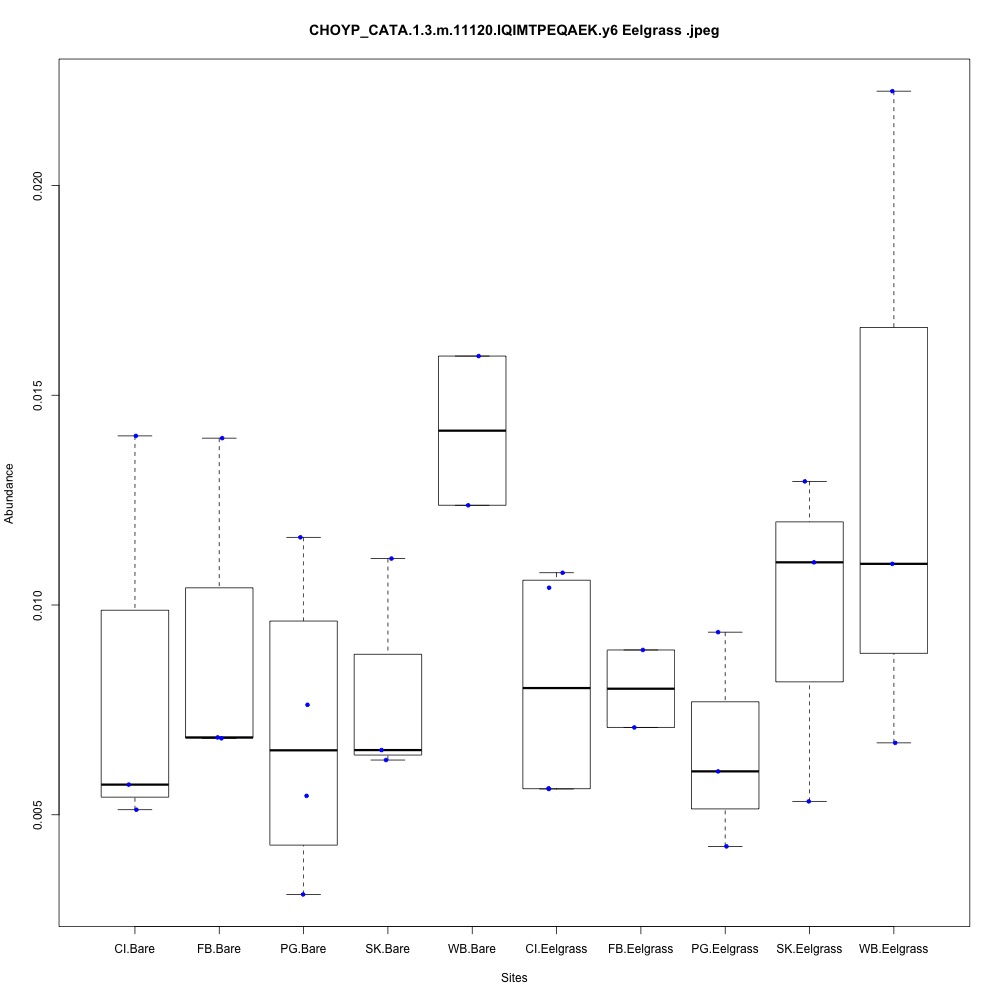 CHOYP_CATA.1.3.m.11120.IQIMTPEQAEK.y6 Eelgrass .jpeg
0.020
0.015
0.010
0.005
Abundance
CI.Bare FB.Bare PG.Bare SK.Bare WB.Bare CI.Eelgrass FB.Eelgrass PG.Eelgrass SK.Eelgrass WB.Eelgrass
Sites